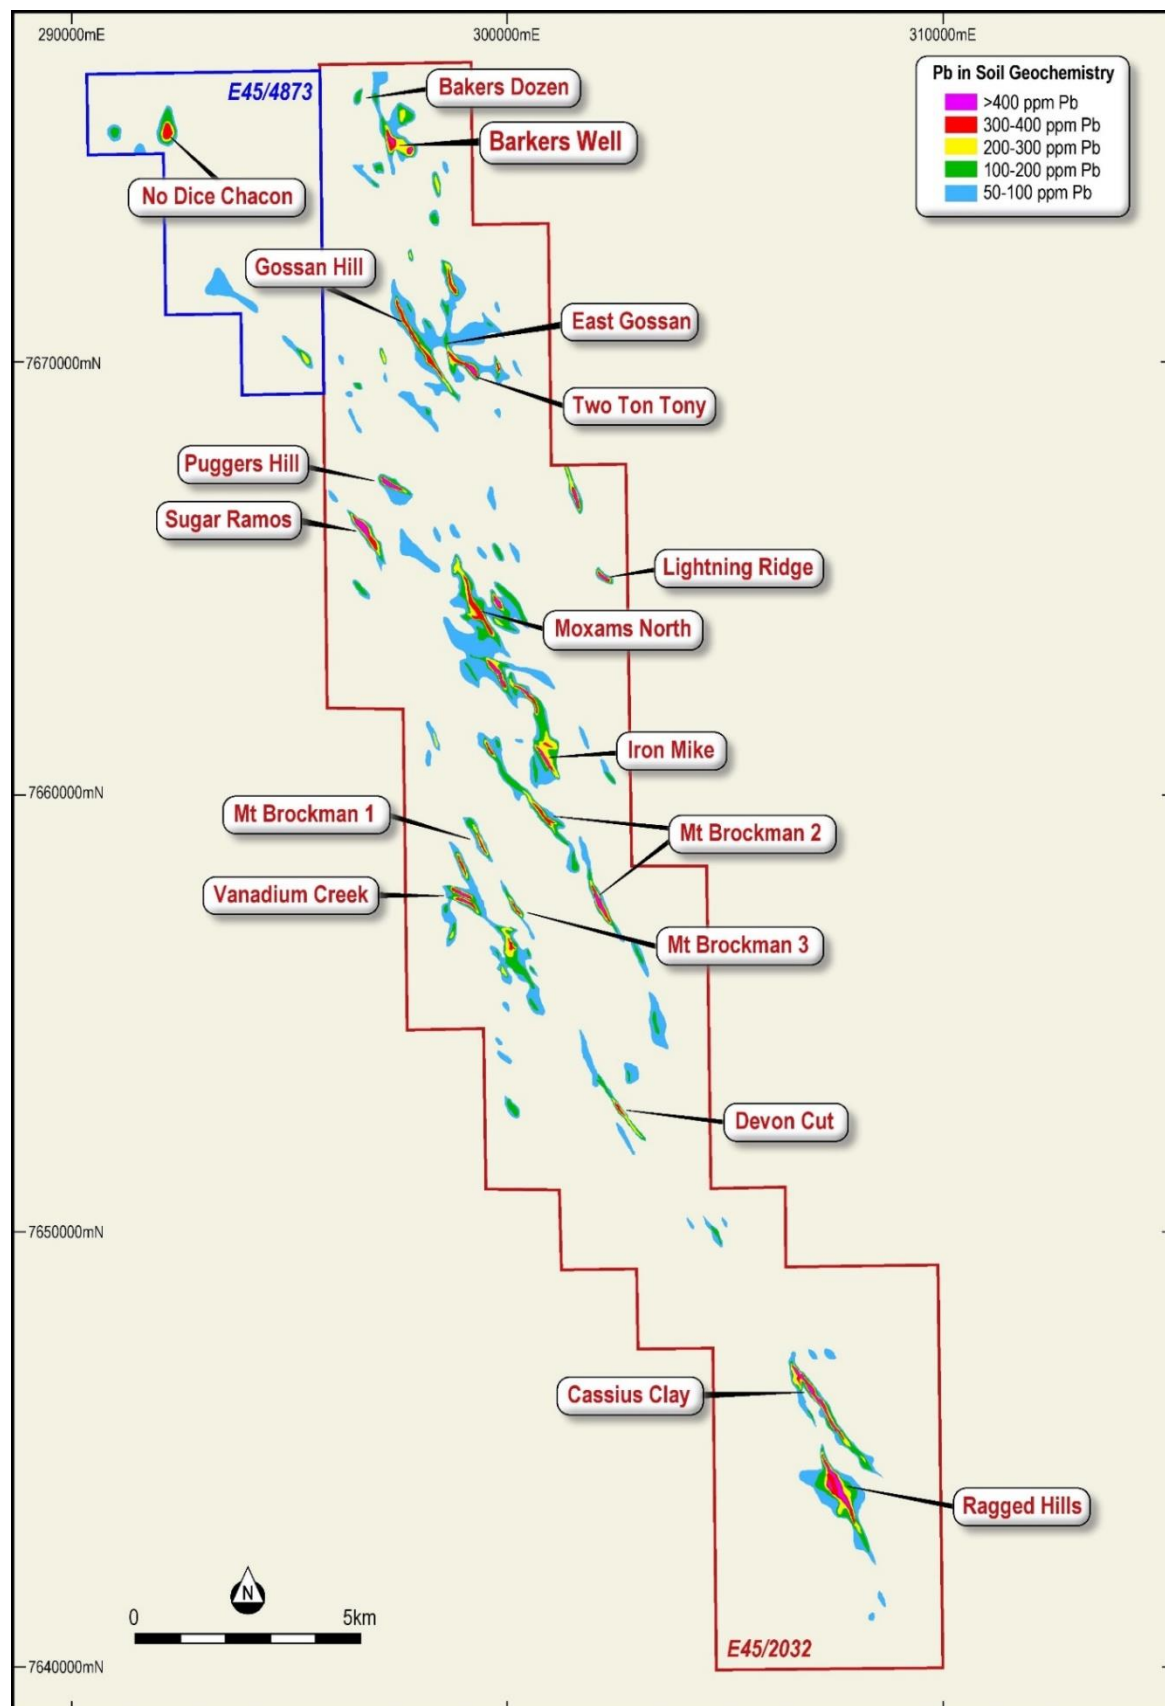 290000mE
300000mE
310000mE
E45/4873
Bakers Dozen
Barkers Well
No Dice Chacon
Pb in Soil Geochemistry
>400 ppm Pb
300-400 ppm Pb
200-300 ppm Pb
100-200 ppm Pb
50-100 ppm Pb
Gossan Hill
East Gossan
7670000mN
Two Ton Tony
Puggers Hill
Sugar Ramos
Lightning Ridge
Moxams North
Iron Mike
7660000mN
Mt Brockman 1
Mt Brockman 2
Vanadium Creek
Mt Brockman 3
Devon Cut
7650000mN
Cassius Clay
Ragged Hills
N
0
5km
E45/2032
7640000mN